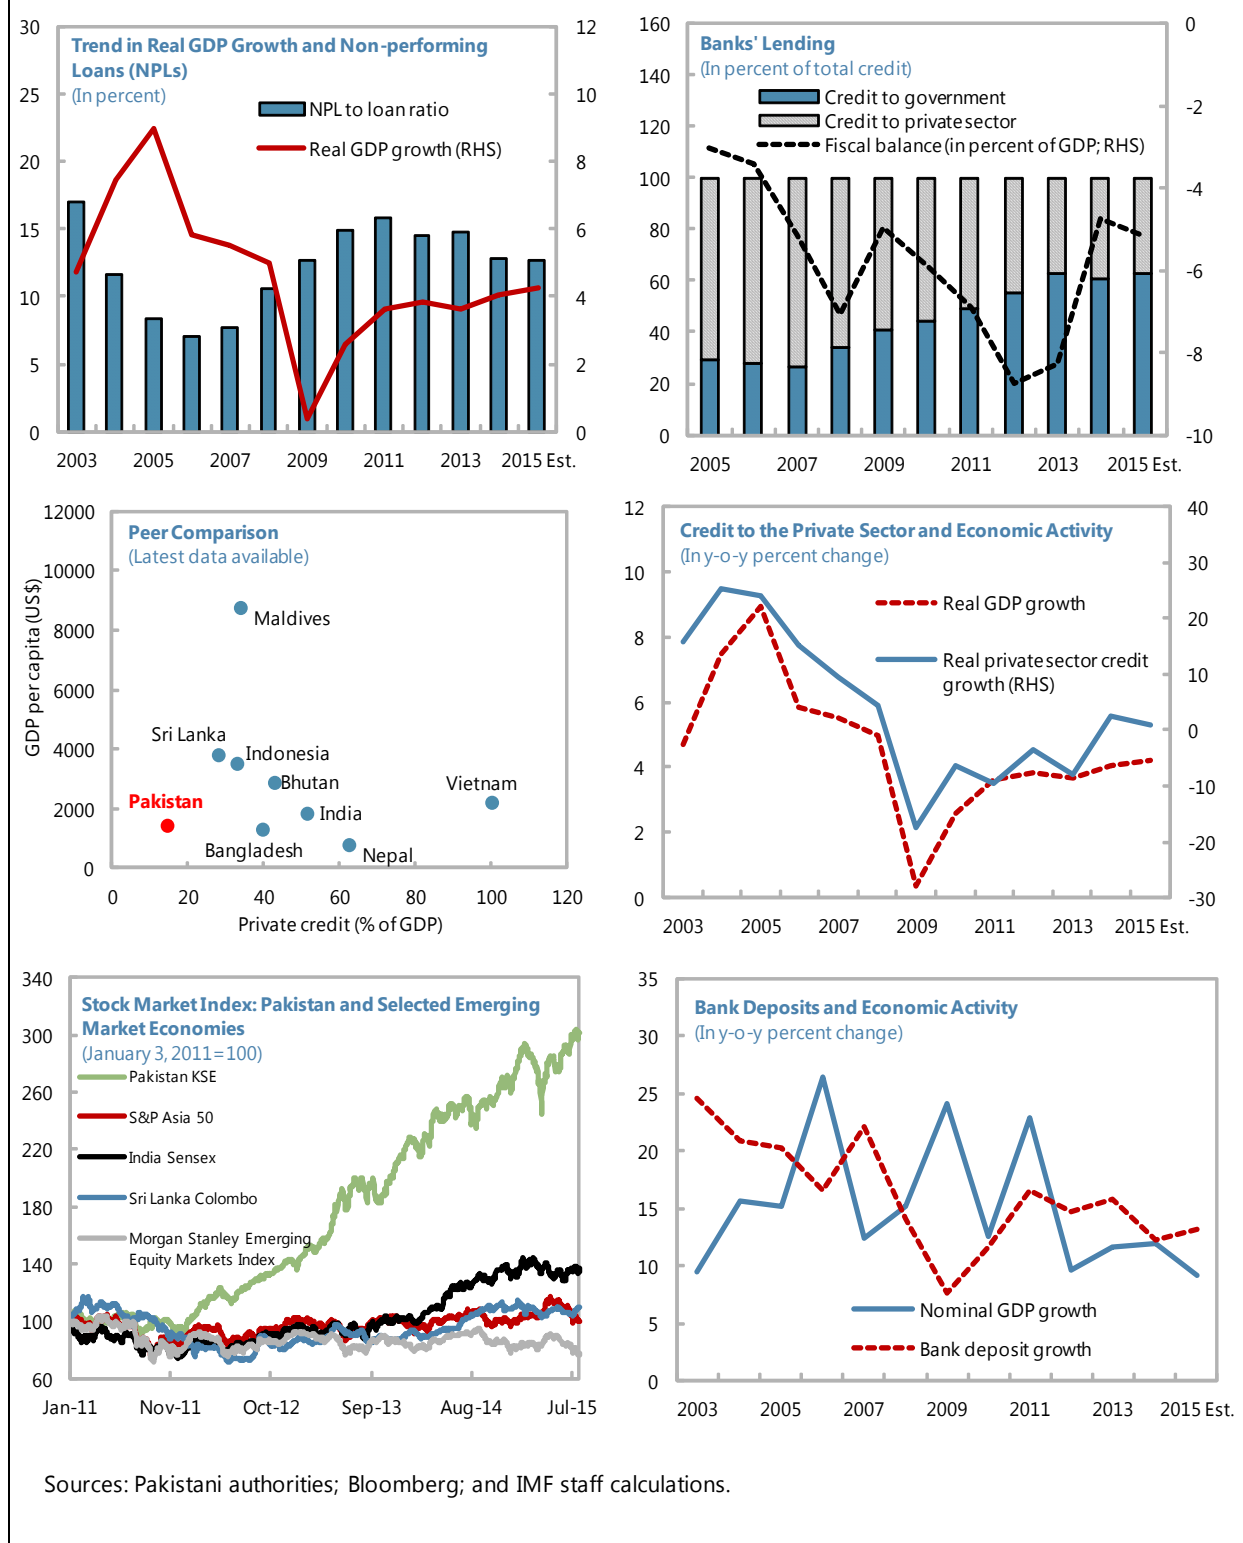 Trend in Real GDP Growth and Non-performing
Loans (NPLs)
(In percent)
NPL to loan ratio
Real GDP growth (RHS)
30
25
20
15
10
5
0
12
10
8
6
4
2
0
2003 2005 2007 2009 2011 2013 2015 Est.
Banks' Lending
(In percent of total credit)
Credit to government
Credit to private sector
Fiscal balance (in percent of GDP; RHS)
160
140
120
100
80
60
40
20
0
0
-2
-4
-6
-8
-10
2005 2007 2009 2011 2013 2015 Est.
Peer Comparison
(Latest data available)
GDP per capita (US$)
12000
10000
8000
6000
4000
2000
0
Maldives
Sri Lanka
Indonesia
Bhutan
Vietnam
Pakistan
India
Bangladesh
Nepal
0 20 40 60 80 100 120
Private credit (% of GDP)
Credit to the Private Sector and Economic Activity
(In y-o-y percent change)
Real GDP growth
Real private sector credit
growth (RHS)
12
10
8
6
4
2
0
40
30
20
10
0
-10
-20
-30
2003 2005 2007 2009 2011 2013 2015 Est.
Stock Market Index: Pakistan and Selected Emerging
Market Economies
(January 3, 2011=100)
Pakistan KSE
S&P Asia 50
India Sensex
Sri Lanka Colombo
Morgan Stanley Emerging
Equity Markets Index
340
300
260
220
180
140
100
60
Jan-11 Nov-11 Oct-12 Sep-13 Aug-14 Jul-15
Bank Deposits and Economic Activity
(In y-o-y percent change)
Nominal GDP growth
Bank deposit growth
35
30
25
20
15
10
5
0
2003 2005 2007 2009 2011 2013 2015 Est.
Sources: Pakistani authorities; Bloomberg; and IMF staff calculations.